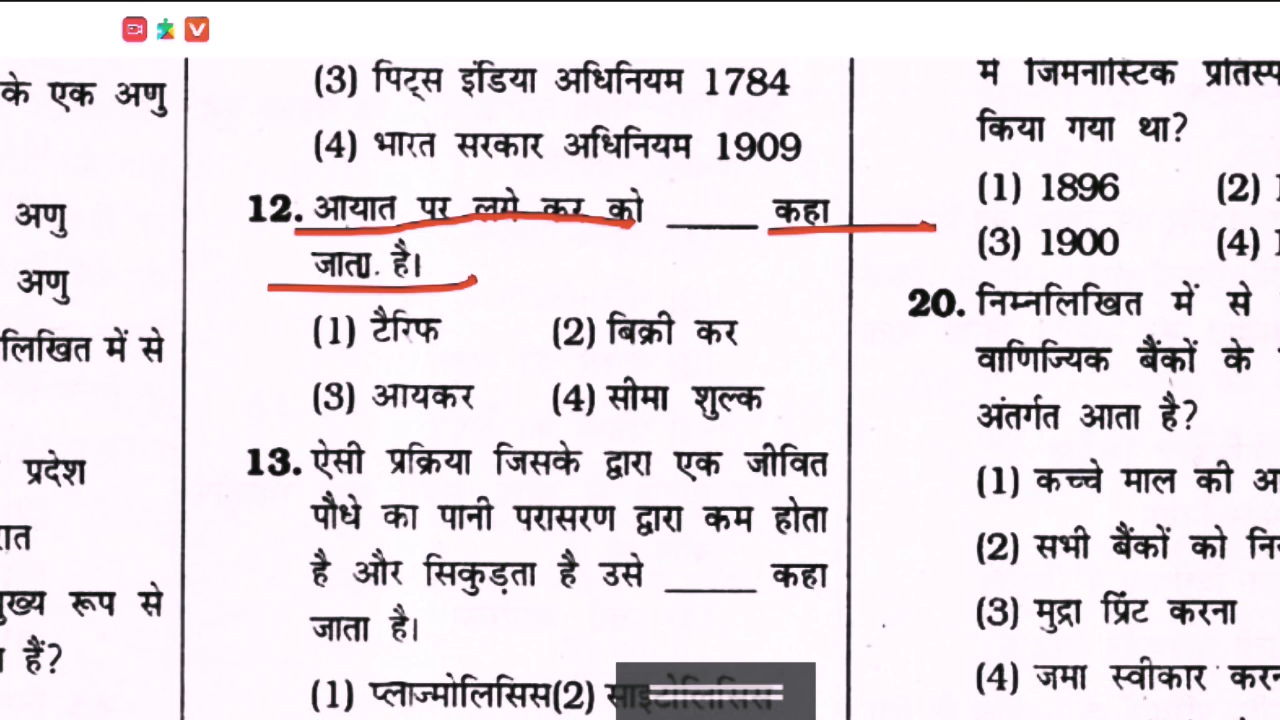 के एक अणु
अणु
अणु
लिखित में से
प्रदेश
मुख्य रूप से
हैं?
(3) पिट्स इंडिया अधिनियम 1784
(4) भारत सरकार अधिनियम 1909
12. आयात पर लगे कर को _____ कहा
जाता है।
(1) टैरिफ (2) बिक्री कर
(3) आयकर (4) सीमा शुल्क
13. ऐसी प्रक्रिया जिसके द्वारा एक जीवित
पौधे का पानी परासरण द्वारा कम होता
है और सिकुड़ता है उसे _____ कहा
जाता है।
(1) प्लाज्मोलिसिस (2) साइटोलिसिस
में जिमनास्टिक
किया गया था?
(1) 1896 (2)
(3) 1900 (4)
20. निम्नलिखित में से
वाणिज्यिक बैंकों के
अंतर्गत आता है?
(1) कच्चे माल की
(2) सभी बैंकों को
(3) मुद्रा प्रिंट करना
(4) जमा स्वीकार